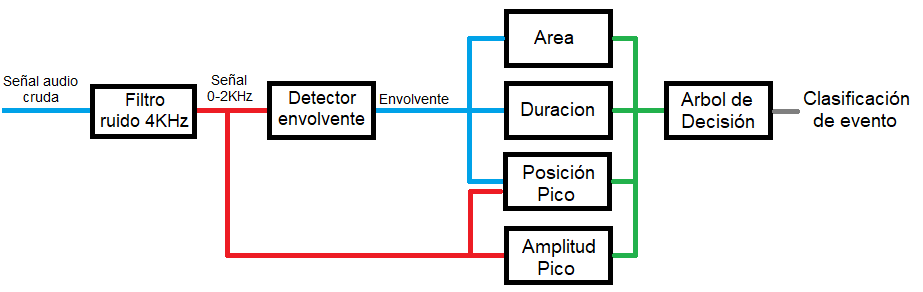 Señal audio
cruda
Filtro
ruido 4KHz
Señal
0-2KHz
Detector
envolvente
Envolvente
Area
Duracion
Posición
Pico
Amplitud
Pico
Arbol de
Decisión
Clasificación
de evento